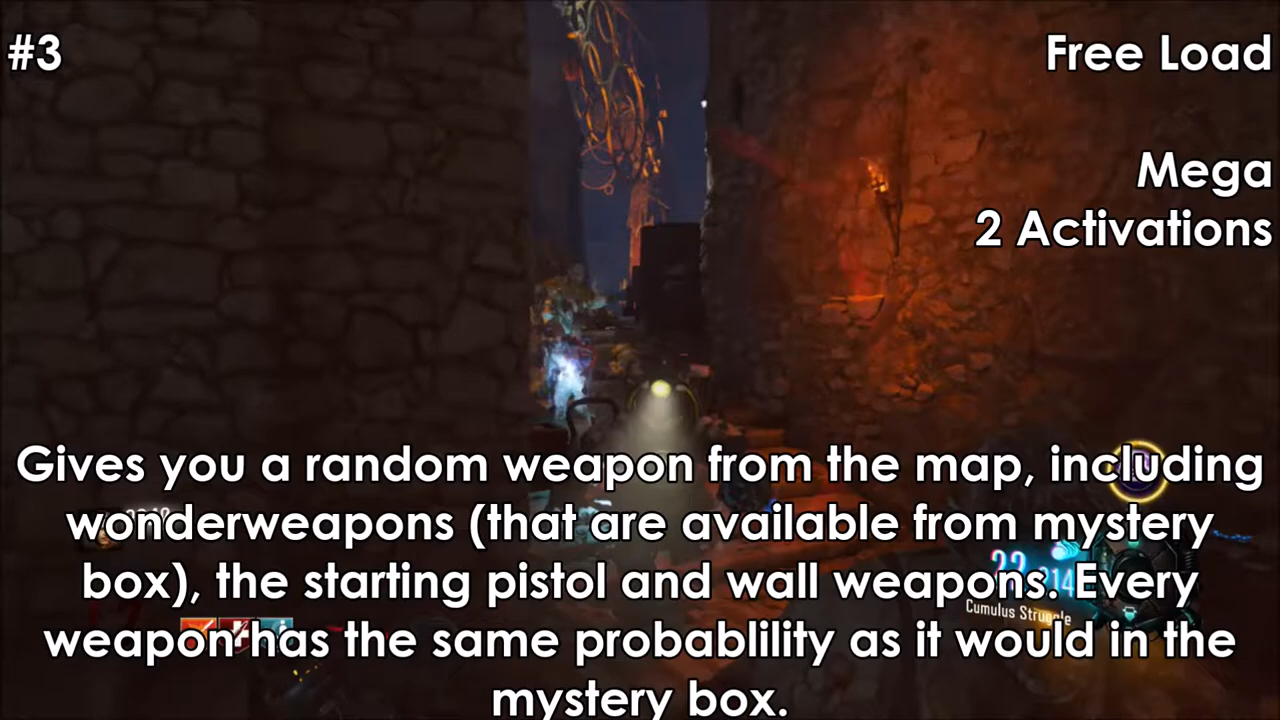 #3
Free Load
Mega
2 Activations
Gives you a random weapon from the map, including
wonderweapons (that are available from mystery
box), the starting pistol and wall weapons. Every
weapon has the same probablility as it would in the
mystery box.
22 214
Cumulus Struggle